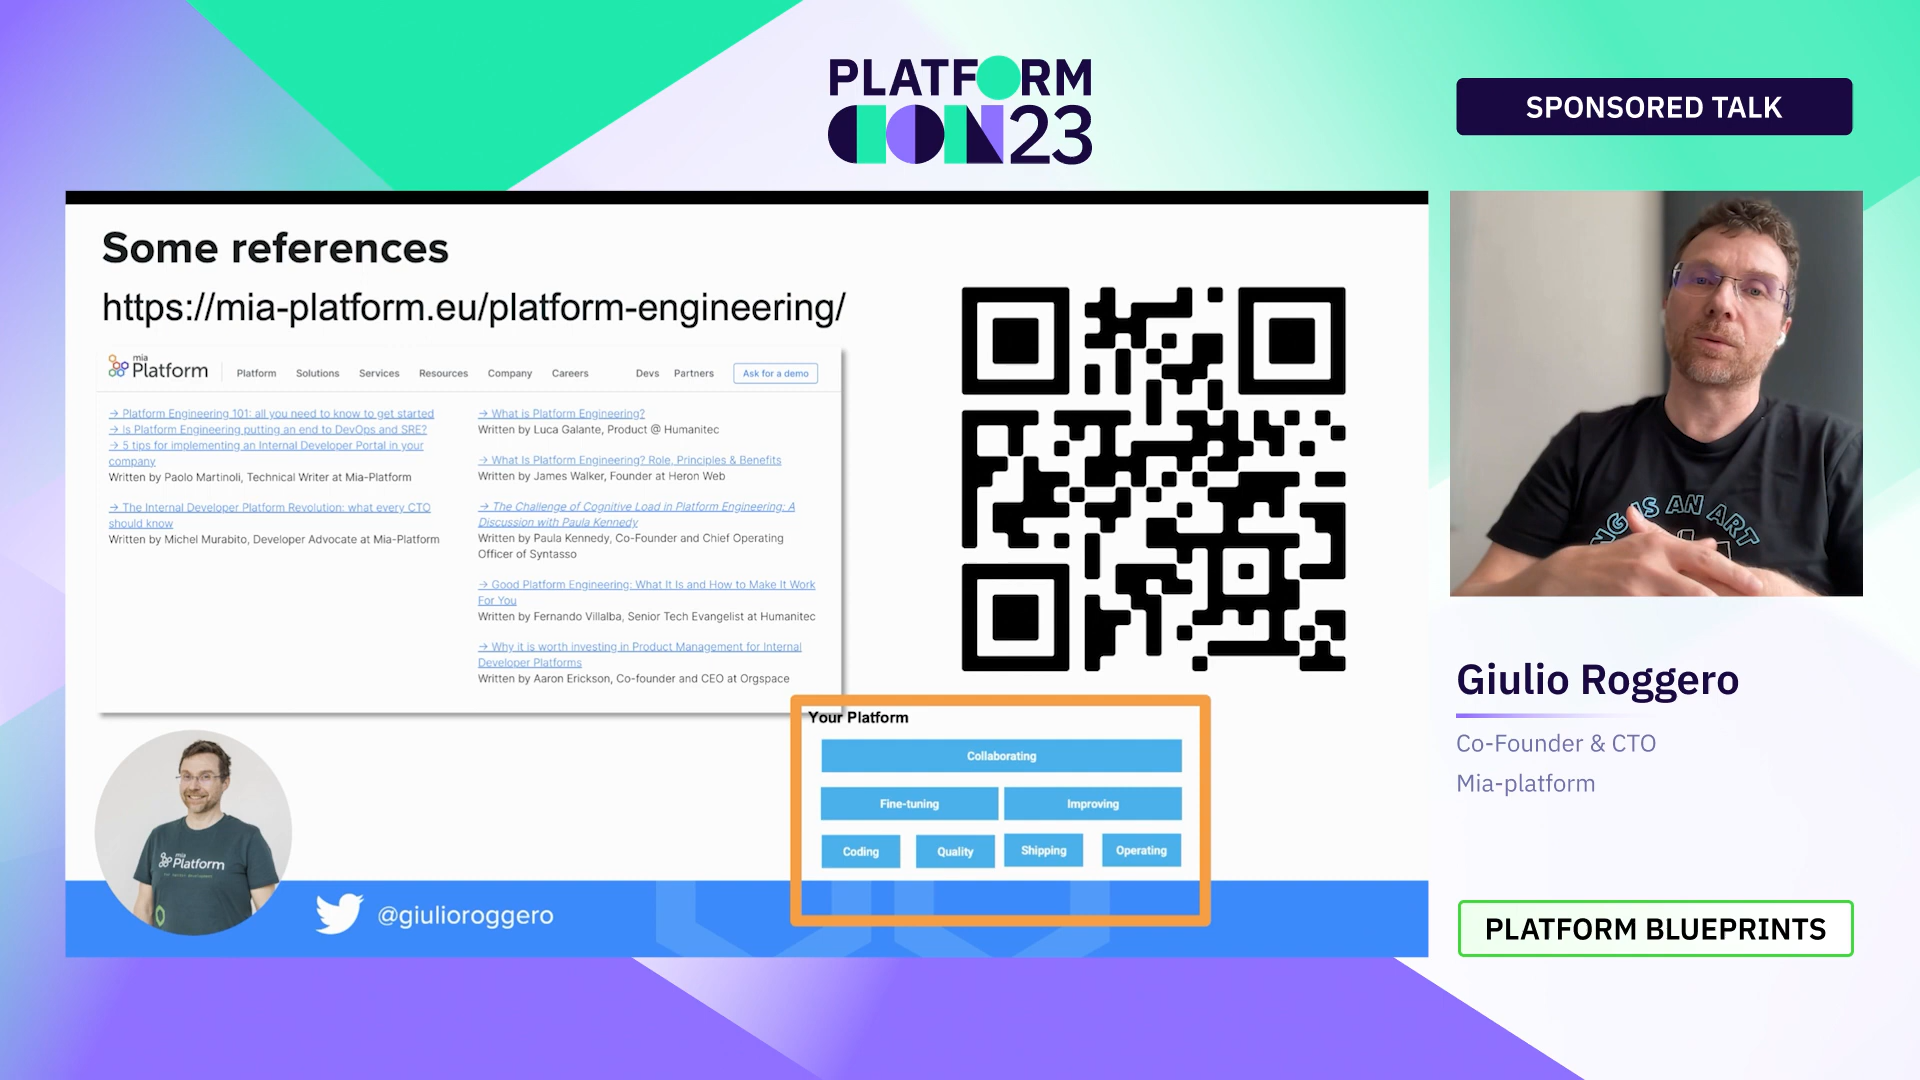 PLATFORM
CON23
SPONSORED TALK
Some references
https://mia-platform.eu/platform-engineering/
mia
Platform
Platform Solutions Services Resources Company Careers Devs Partners Ask for a demo
→ Platform Engineering 101: all you need to know to get started
→ Is Platform Engineering putting an end to DevOps and SRE?
→ 5 tips for implementing an Internal Developer Portal in your
company
Written by Paolo Martinoli, Technical Writer at Mia-Platform
→ The Internal Developer Platform Revolution: what every CTO
should know
Written by Michel Murabito, Developer Advocate at Mia-Platform
→ What is Platform Engineering?
Written by Luca Galante, Product @ Humanitec
→ What Is Platform Engineering? Role, Principles & Benefits
Written by James Walker, Founder at Heron Web
→ The Challenge of Cognitive Load in Platform Engineering: A
Discussion with Paula Kennedy
Written by Paula Kennedy, Co-Founder and Chief Operating
Officer of Syntasso
→ Good Platform Engineering: What It Is and How to Make It Work
For You
Written by Fernando Villalba, Senior Tech Evangelist at Humanitec
→ Why it is worth investing in Product Management for Internal
Developer Platforms
Written by Aaron Erickson, Co-founder and CEO at Orgspace
Your Platform
Collaborating
Fine-tuning Improving
Coding Quality Shipping Operating
mia
Platform
@giulioroggero
IS AN ART
Giulio Roggero
Co-Founder & CTO
Mia-platform
PLATFORM BLUEPRINTS